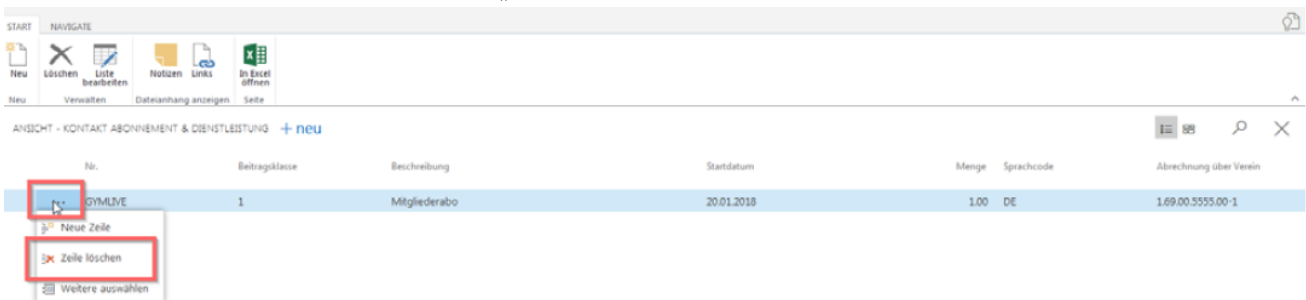 START NAVIGATE
Neu Löschen Liste bearbeiten Notizen Links In Excel öffnen
Neu Verwalten Dateianhang anzeigen Seite
ANSICHT - KONTAKT ABONNEMENT & DIENSTLEISTUNG + neu
Nr. Beitragsklasse Beschreibung Startdatum Menge Sprachcode Abrechnung über Verein
GYMLIVE 1 Mitgliederabo 20.01.2018 1.00 DE 1.69.00.5555.00-1
Neue Zeile
Zeile löschen
Weitere auswählen